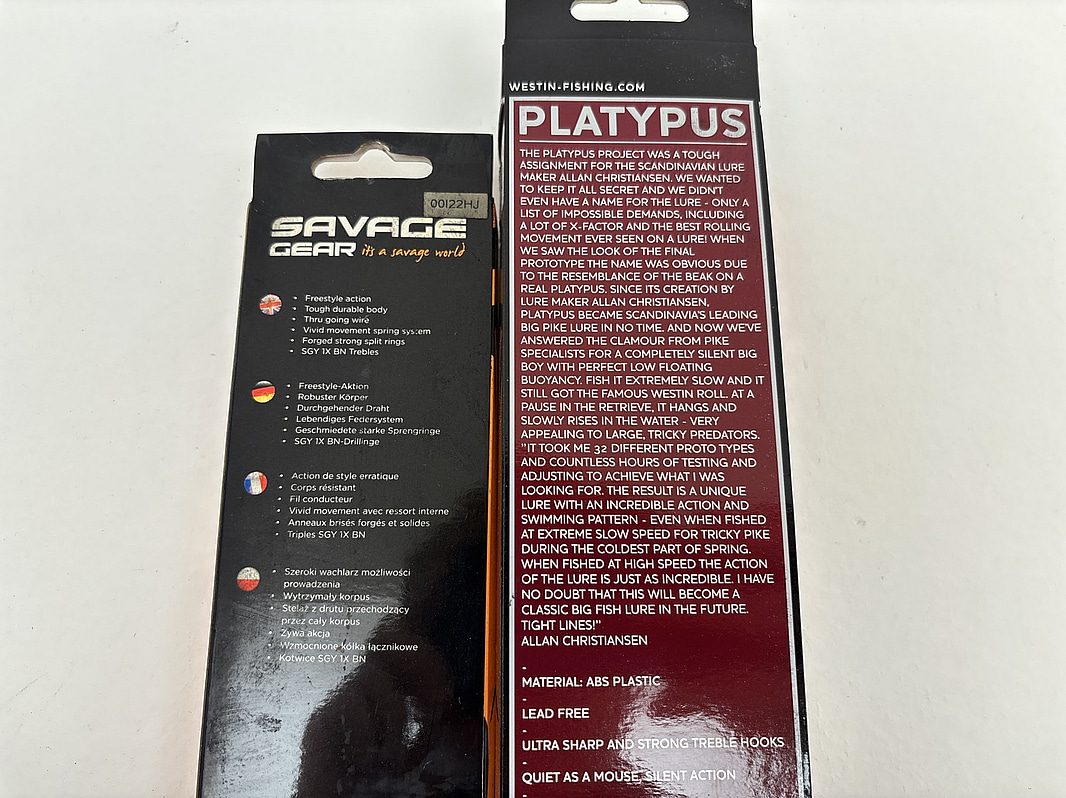 00122HJ
SAVAGE
GEAR it's a savage world
• Freestyle action
• Tough durable body
• Thru going wire
• Vivid movement spring system
• Forged strong split rings
• SGY 1X BN Trebles
• Freestyle-Aktion
• Robuster Körper
• Durchgehender Draht
• Lebendiges Federsystem
• Geschmiedete starke Sprengringe
• SGY 1X BN-Drillinge
• Action de style erratique
• Corps résistant
• Fil conducteur
• Vivid movement avec ressort interne
• Anneaux brisés forgés et solides
• Triples SGY 1X BN
• Szeroki wachlarz możliwości
prowadzenia
• Wytrzymały korpus
• Stelaż z drutu przechodzący
przez cały korpus
• Żywa akcja
• Wzmocnione kółka łącznikowe
• Kotwice SGY 1X BN
WESTIN-FISHING.COM
PLATYPUS
THE PLATYPUS PROJECT WAS A TOUGH
ASSIGNMENT FOR THE SCANDINAVIAN LURE
MAKER ALLAN CHRISTIANSEN. WE WANTED
TO KEEP IT ALL SECRET AND WE DIDN'T
EVEN HAVE A NAME FOR THE LURE - ONLY A
LIST OF IMPOSSIBLE DEMANDS, INCLUDING
A LOT OF X-FACTOR AND THE BEST ROLLING
MOVEMENT EVER SEEN ON A LURE! WHEN
WE SAW THE LOOK OF THE FINAL
PROTOTYPE THE NAME WAS OBVIOUS DUE
TO THE RESEMBLANCE OF THE BEAK ON A
REAL PLATYPUS. SINCE ITS CREATION BY
LURE MAKER ALLAN CHRISTIANSEN,
PLATYPUS BECAME SCANDINAVIA'S LEADING
BIG PIKE LURE IN NO TIME. AND NOW WE'VE
ANSWERED THE CLAMOUR FROM PIKE
SPECIALISTS FOR A COMPLETELY SILENT BIG
BOY WITH PERFECT LOW FLOATING
BUOYANCY. FISH IT EXTREMELY SLOW AND IT
STILL GOT THE FAMOUS WESTIN ROLL. AT A
PAUSE IN THE RETRIEVE, IT HANGS AND
SLOWLY RISES IN THE WATER - VERY
APPEALING TO LARGE, TRICKY PREDATORS.
"IT TOOK ME 32 DIFFERENT PROTO TYPES
AND COUNTLESS HOURS OF TESTING AND
ADJUSTING TO ACHIEVE WHAT I WAS
LOOKING FOR. THE RESULT IS A UNIQUE
LURE WITH AN INCREDIBLE ACTION AND
SWIMMING PATTERN - EVEN WHEN FISHED
AT EXTREME SLOW SPEED FOR TRICKY PIKE
DURING THE COLDEST PART OF SPRING.
WHEN FISHED AT HIGH SPEED THE ACTION
OF THE LURE IS JUST AS INCREDIBLE. I HAVE
NO DOUBT THAT THIS WILL BECOME A
CLASSIC BIG FISH LURE IN THE FUTURE.
TIGHT LINES!"
ALLAN CHRISTIANSEN
-
MATERIAL: ABS PLASTIC
-
LEAD FREE
-
ULTRA SHARP AND STRONG TREBLE HOOKS
-
QUIET AS A MOUSE, SILENT ACTION
-